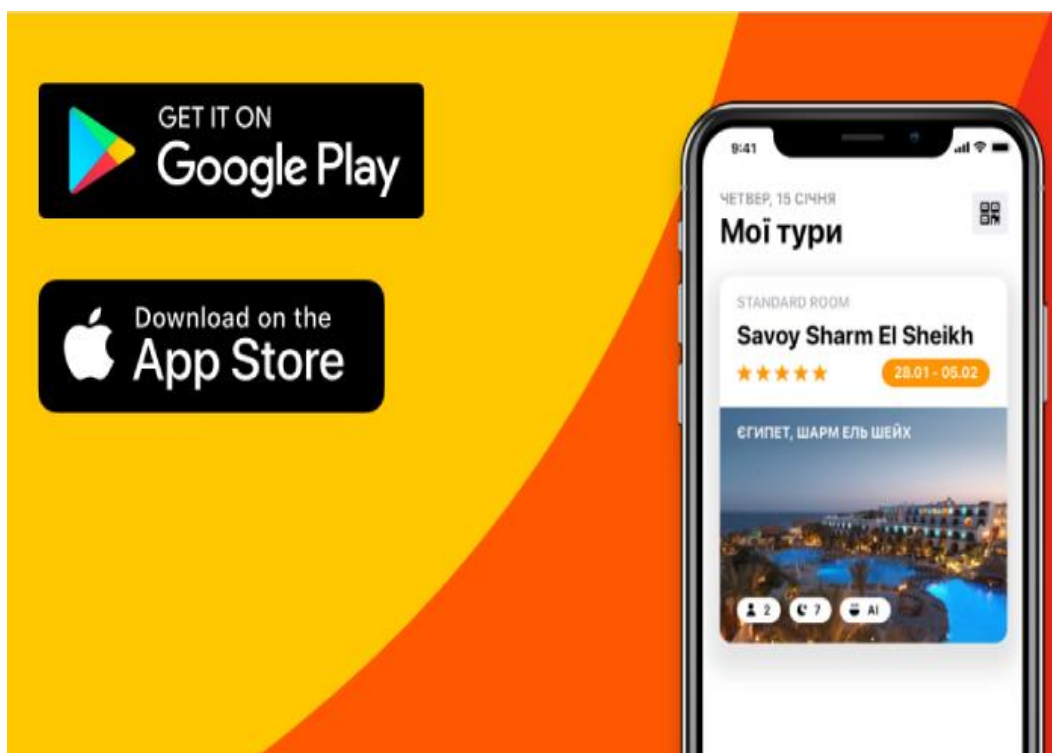 GET IT ON
Google Play
Download on the
App Store
9:41
ЧЕТВЕР, 15 СІЧНЯ
Мої тури
STANDARD ROOM
Savoy Sharm El Sheikh
28.01 - 05.02
ЄГИПЕТ, ШАРМ ЕЛЬ ШЕЙХ
2
7
AI